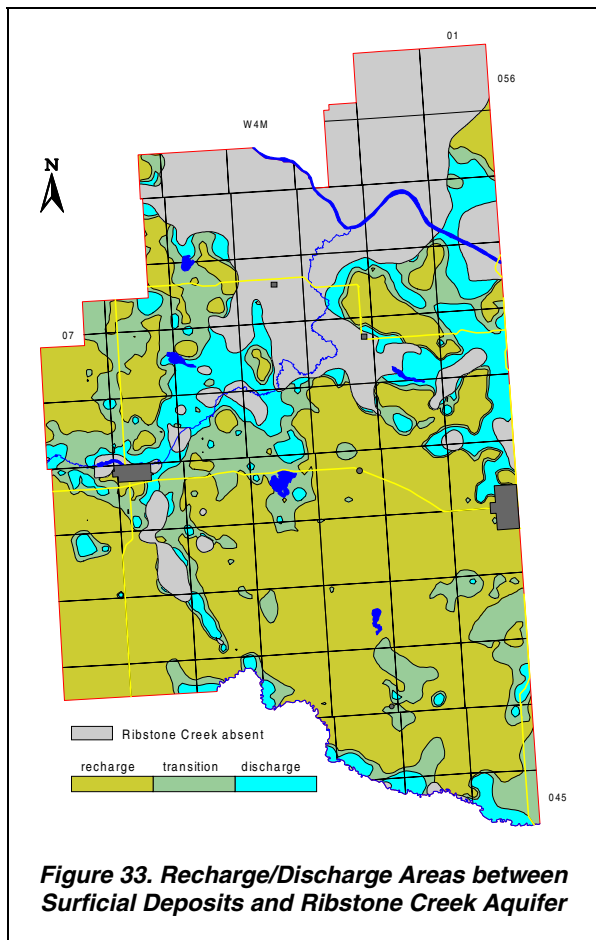 01
056
W4M
N
07
Ribstone Creek absent
recharge transition discharge
045
Figure 33. Recharge/Discharge Areas between
Surficial Deposits and Ribstone Creek Aquifer